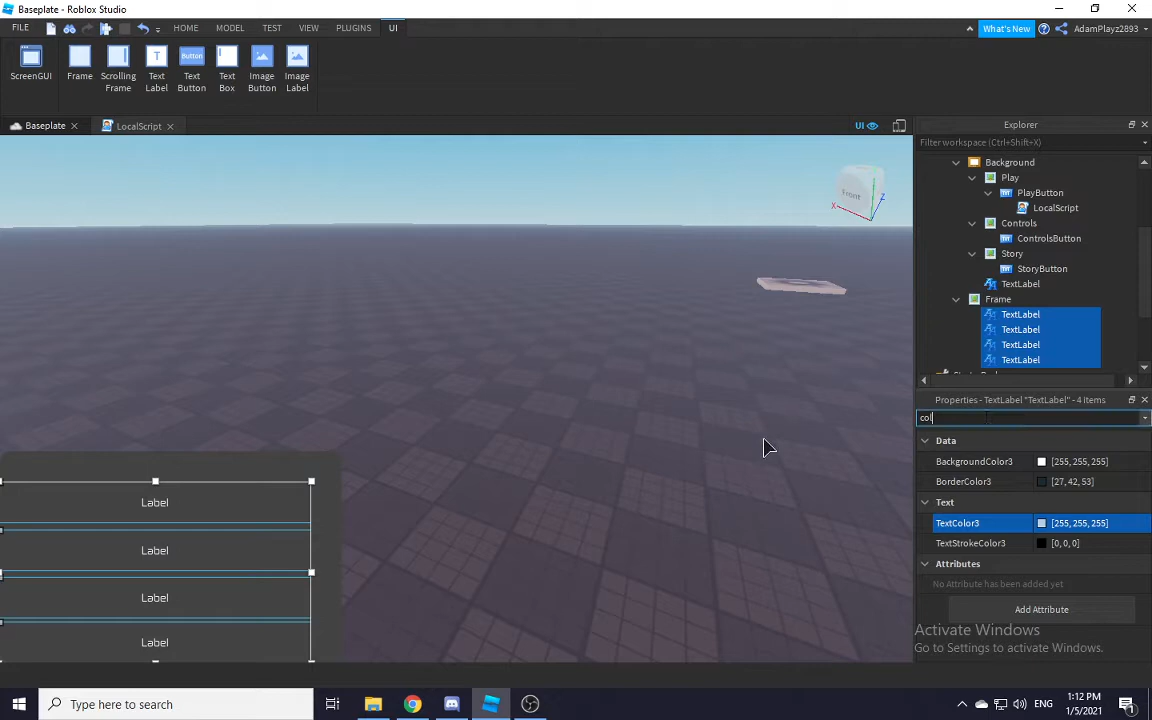 Baseplate - Roblox Studio
FILE HOME MODEL TEST VIEW PLUGINS UI What's New AdamPlayz2893
ScreenGUI
Frame
Scrolling Frame
Text Label
Button
Text Button
Text Box
Image Button
Image Label
Baseplate
LocalScript
UI
Front
X
Z
Explorer
Filter workspace (Ctrl+Shift+X)
Background
Play
PlayButton
LocalScript
Controls
ControlsButton
Story
StoryButton
TextLabel
Frame
TextLabel
TextLabel
TextLabel
TextLabel
Properties - TextLabel "TextLabel" - 4 Items
col
Data
BackgroundColor3 [255, 255, 255]
BorderColor3 [27, 42, 53]
Text
TextColor3 [255, 255, 255]
TextStrokeColor3 [0, 0, 0]
Attributes
No Attribute has been added yet
Add Attribute
Activate Windows
Go to Settings to activate Windows.
Label
Label
Label
Label
Type here to search
ENG
1:12 PM
1/5/2021
1